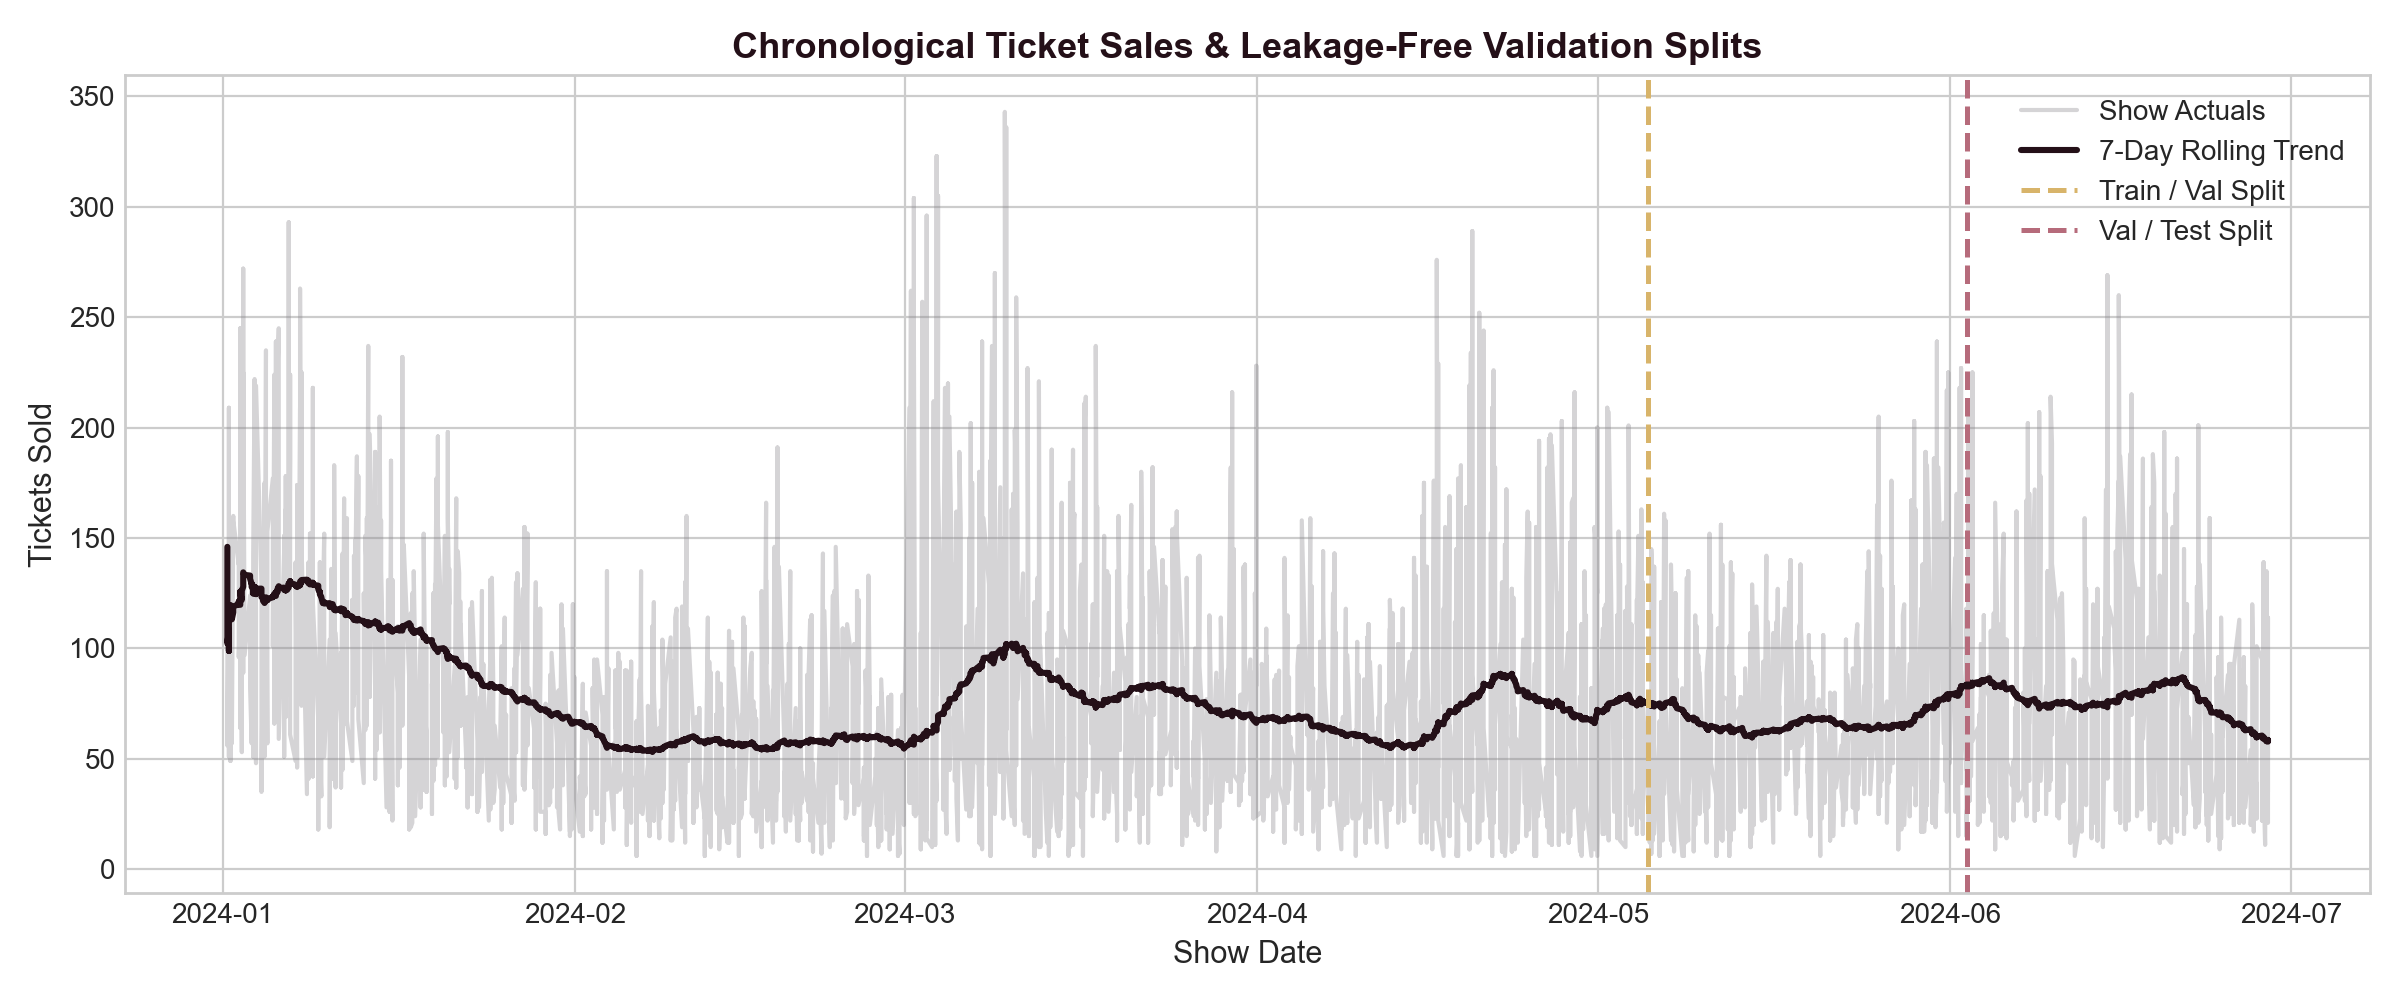 Chronological Ticket Sales & Leakage-Free Validation Splits
350
300
250
200
150
100
50
0
Tickets Sold
Show Actuals
7-Day Rolling Trend
Train / Val Split
Val / Test Split
2024-01 2024-02 2024-03 2024-04 2024-05 2024-06 2024-07
Show Date